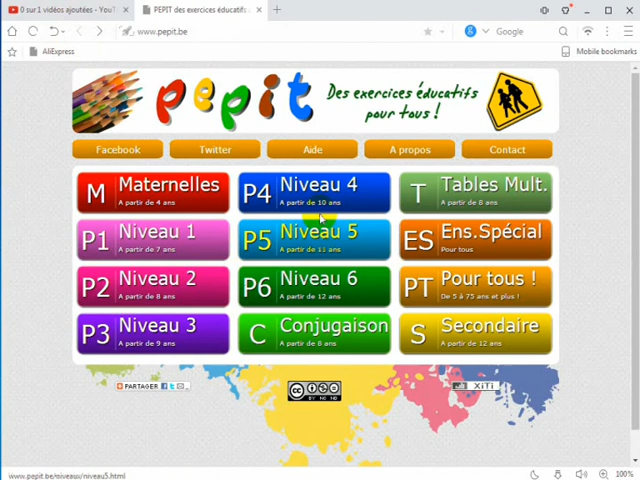 0 sur 1 vidéos ajoutées - YouT
PEPIT des exercices éducatifs
www.pepit.be
Google
AliExpress
Mobile bookmarks
pepit
Des exercices éducatifs
pour tous !
Facebook
Twitter
Aide
A propos
Contact
M Maternelles
A partir de 4 ans
P4 Niveau 4
A partir de 10 ans
T Tables Mult.
A partir de 8 ans
P1 Niveau 1
A partir de 7 ans
P5 Niveau 5
A partir de 11 ans
ES Ens.Spécial
Pour tous
P2 Niveau 2
A partir de 8 ans
P6 Niveau 6
A partir de 12 ans
PT Pour tous !
De 5 à 75 ans et plus !
P3 Niveau 3
A partir de 9 ans
C Conjugaison
A partir de 8 ans
S Secondaire
A partir de 12 ans
PARTAGER
cc
BY NC ND
XiTi
www.pepit.be/niveaux/niveau5.html
100%